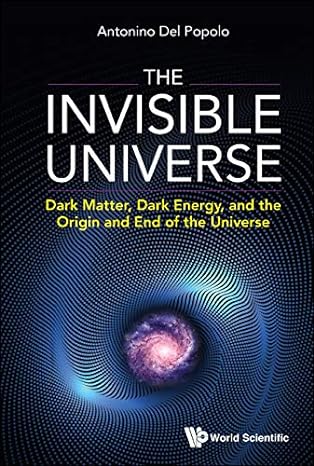 Antonino Del Popolo
THE
INVISIBLE
UNIVERSE
Dark Matter, Dark Energy, and the
Origin and End of the Universe
World Scientific